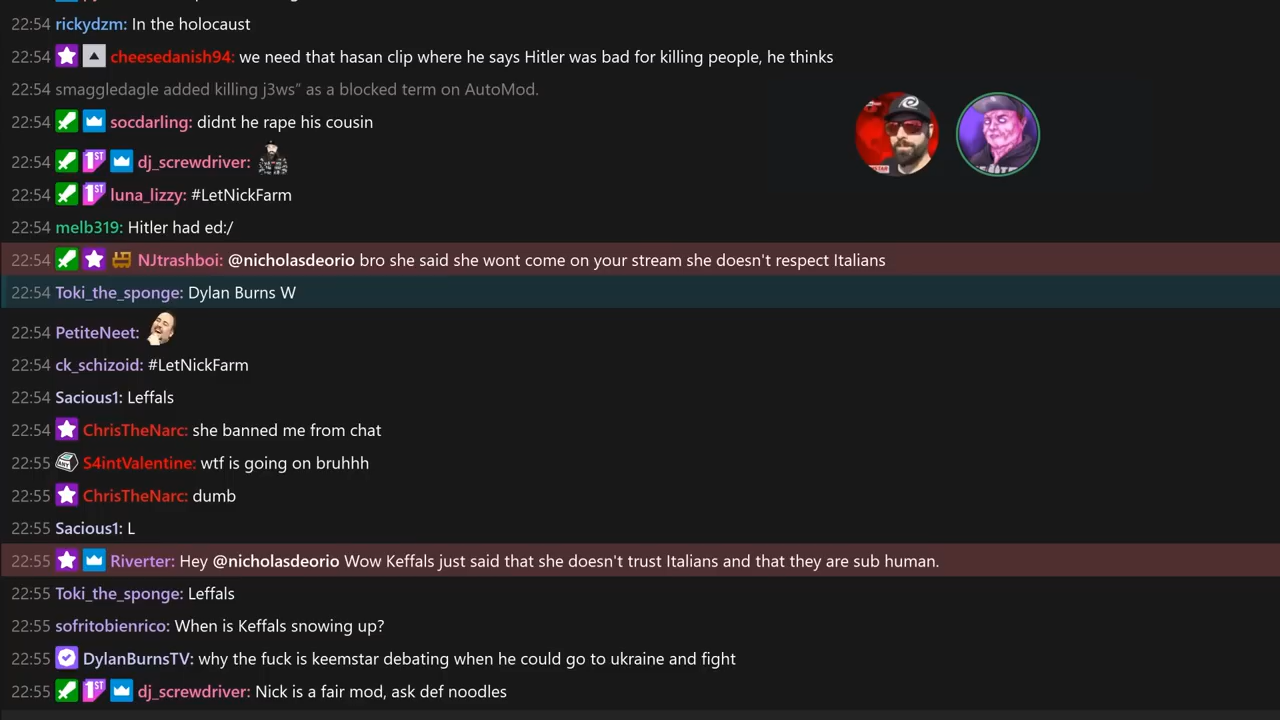 22:54 rickydzm: In the holocaust
22:54 cheesedanish94: we need that hasan clip where he says Hitler was bad for killing people, he thinks
22:54 smaggledagle added killing j3ws” as a blocked term on AutoMod.
22:54 socdarling: didnt he rape his cousin
22:54 1ST dj_screwdriver:
22:54 1ST luna_lizzy: #LetNickFarm
22:54 melb319: Hitler had ed:/
22:54 NJtrashboi: @nicholasdeorio bro she said she wont come on your stream she doesn't respect Italians
22:54 Toki_the_sponge: Dylan Burns W
22:54 PetiteNeet:
22:54 ck_schizoid: #LetNickFarm
22:54 Sacious1: Leffals
22:54 ChrisTheNarc: she banned me from chat
22:55 S4intValentine: wtf is going on bruhhh
22:55 ChrisTheNarc: dumb
22:55 Sacious1: L
22:55 Riverter: Hey @nicholasdeorio Wow Keffals just said that she doesn't trust Italians and that they are sub human.
22:55 Toki_the_sponge: Leffals
22:55 sofritobienrico: When is Keffals snowing up?
22:55 DylanBurnsTV: why the fuck is keemstar debating when he could go to ukraine and fight
22:55 1ST dj_screwdriver: Nick is a fair mod, ask def noodles